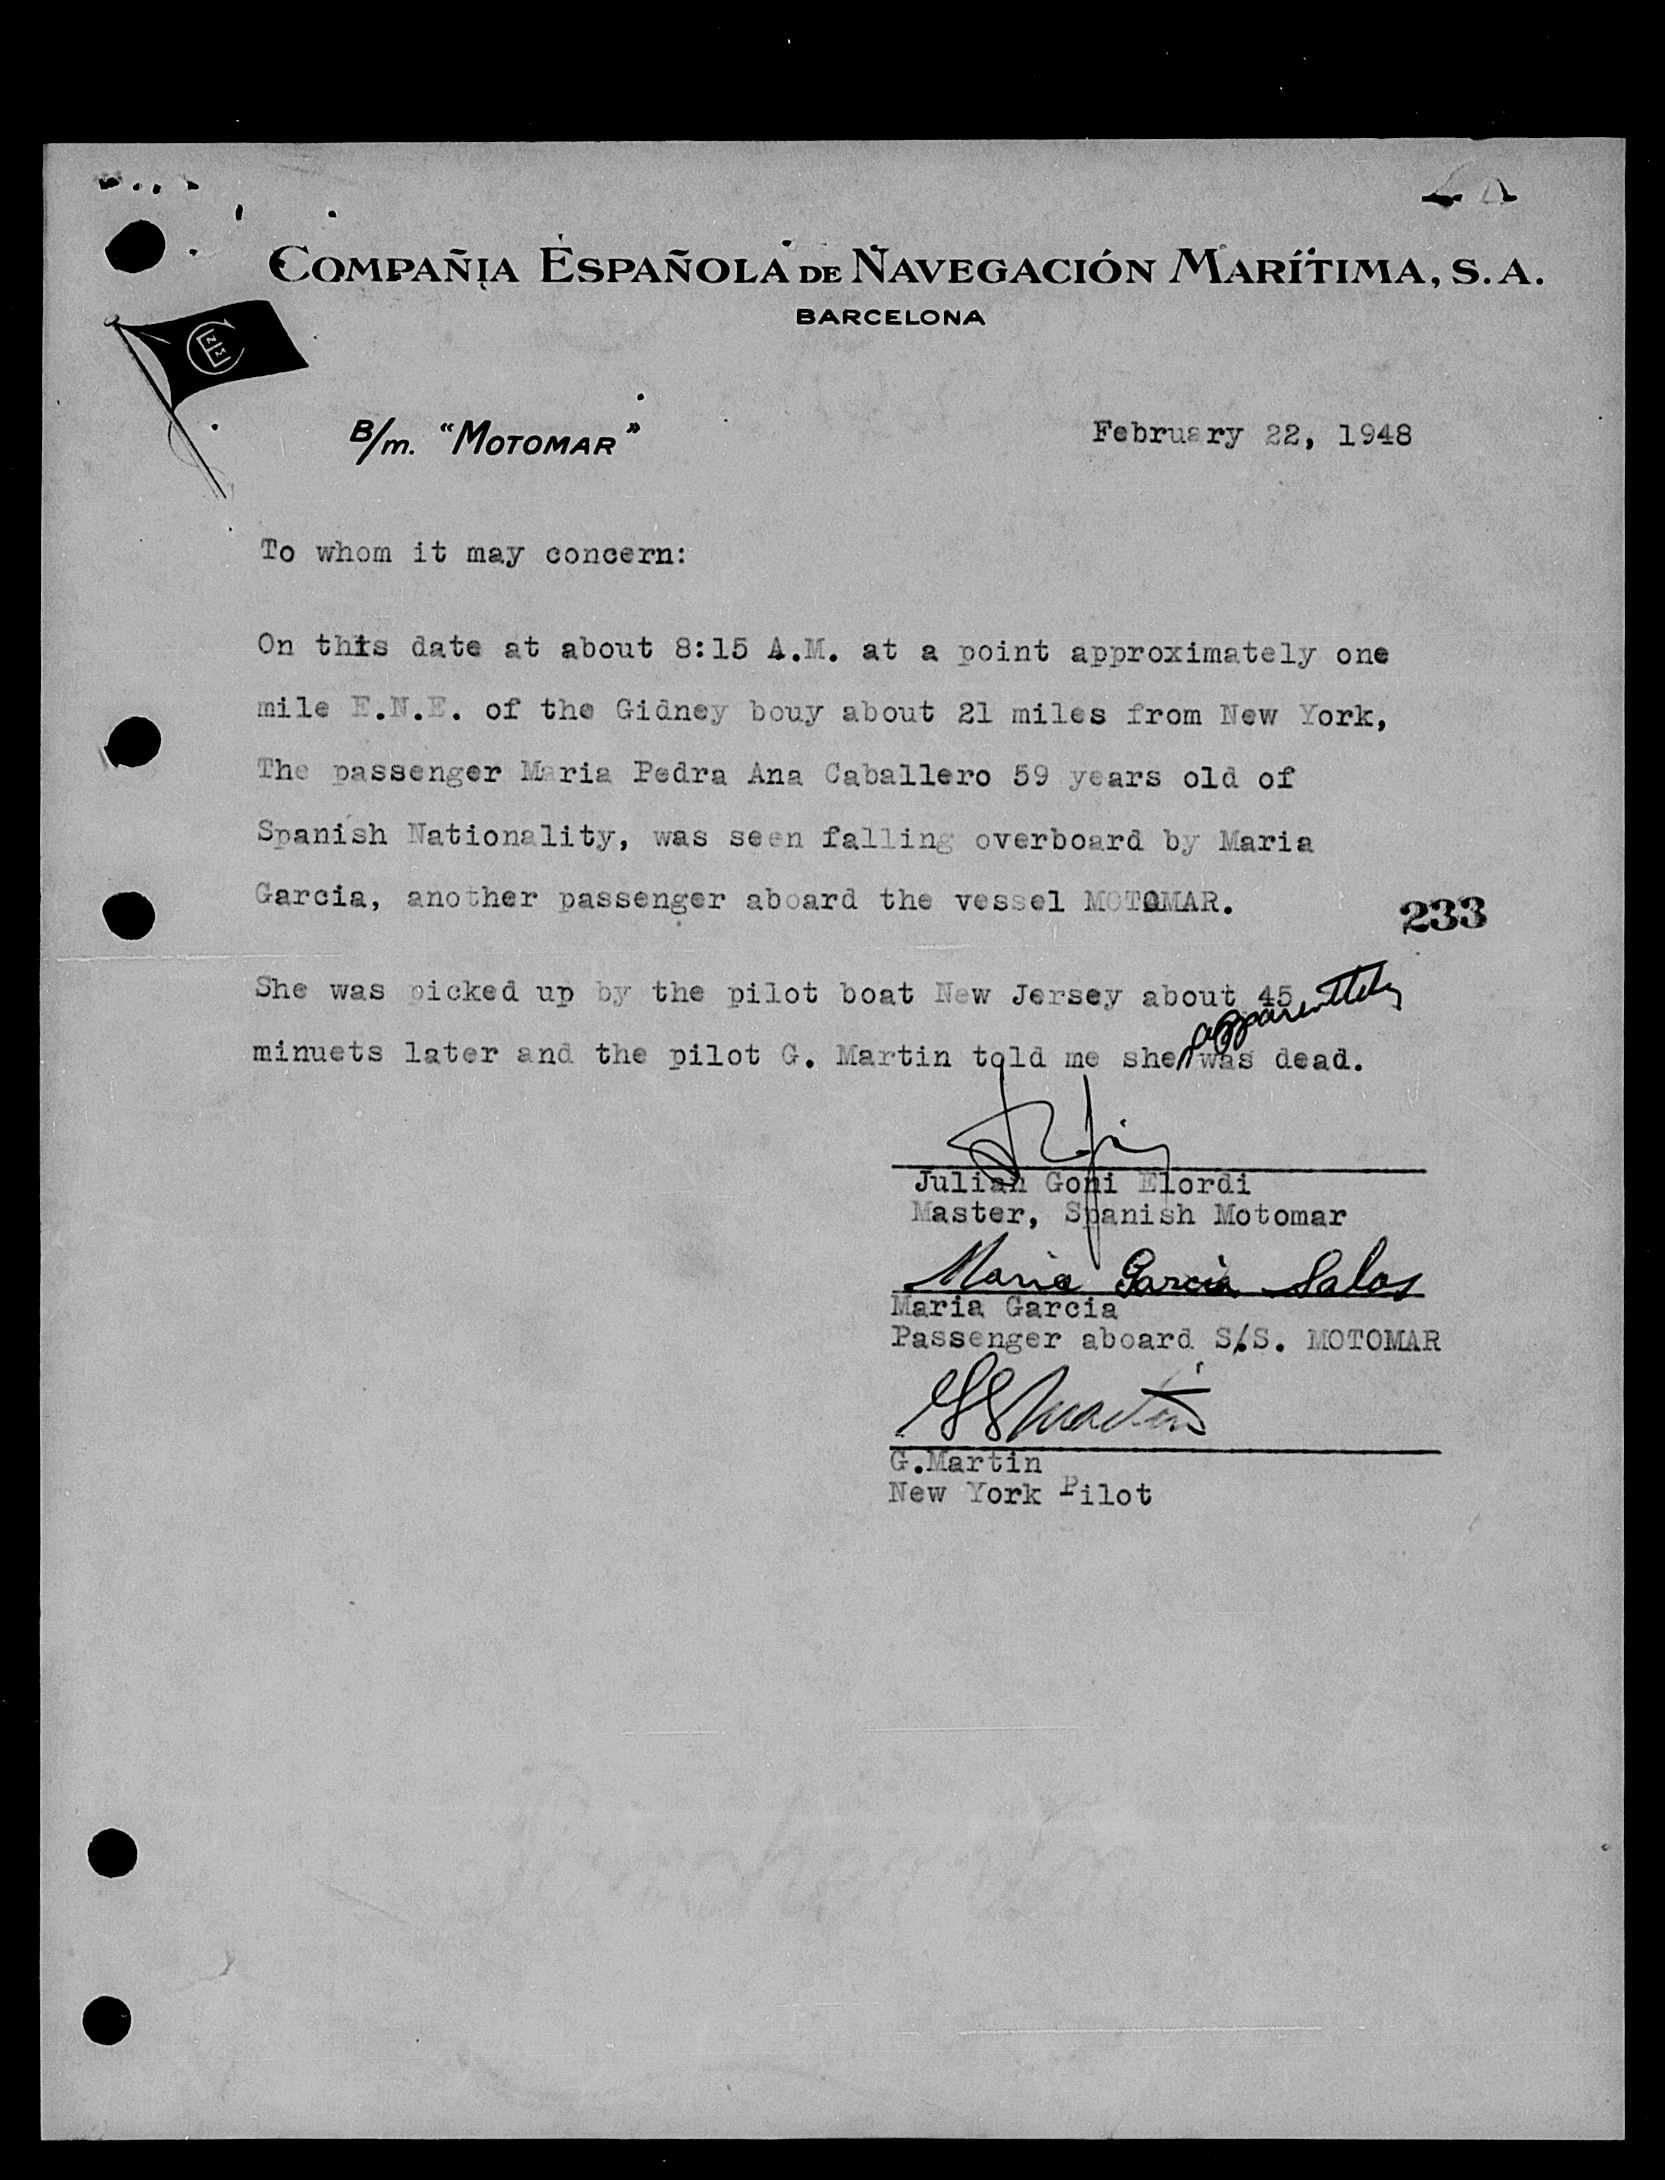 COMPAÑIA ESPAÑOLA DE NAVEGACIÓN MARÍTIMA, S.A.
BARCELONA
B/m. "MOTOMAR"
February 22, 1948
To whom it may concern:
On this date at about 8:15 A.M. at a point approximately one
mile E.N.E. of the Gidney bouy about 21 miles from New York,
The passenger Maria Pedra Ana Caballero 59 years old of
Spanish Nationality, was seen falling overboard by Maria
Garcia, another passenger aboard the vessel MOTOMAR.
233
She was picked up by the pilot boat New Jersey about 45
apparenttely
minuets later and the pilot G. Martin told me she was dead.
Julian Goni Elordi
Master, Spanish Motomar
Maria Garcia Salas
Maria Garcia
Passenger aboard S/S. MOTOMAR
G Martin
G.Martin
New York Pilot